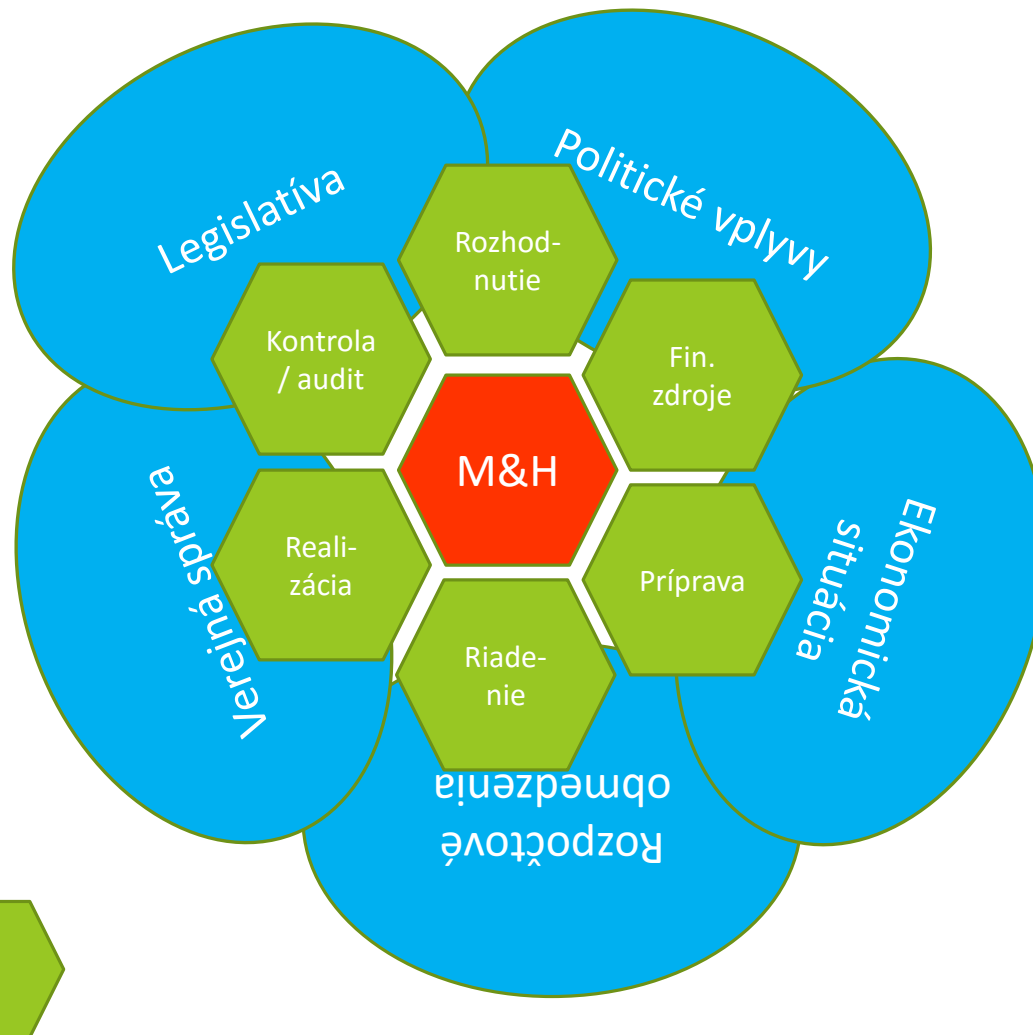 Legislatíva
Politické vplyvy
Rozhod-
nutie
Kontrola
/ audit
Fin.
zdroje
M&H
Verejná správa
Reali-
zácia
Príprava
Ekonomická
situácia
Riade-
nie
Rozpočtové
obmedzenia